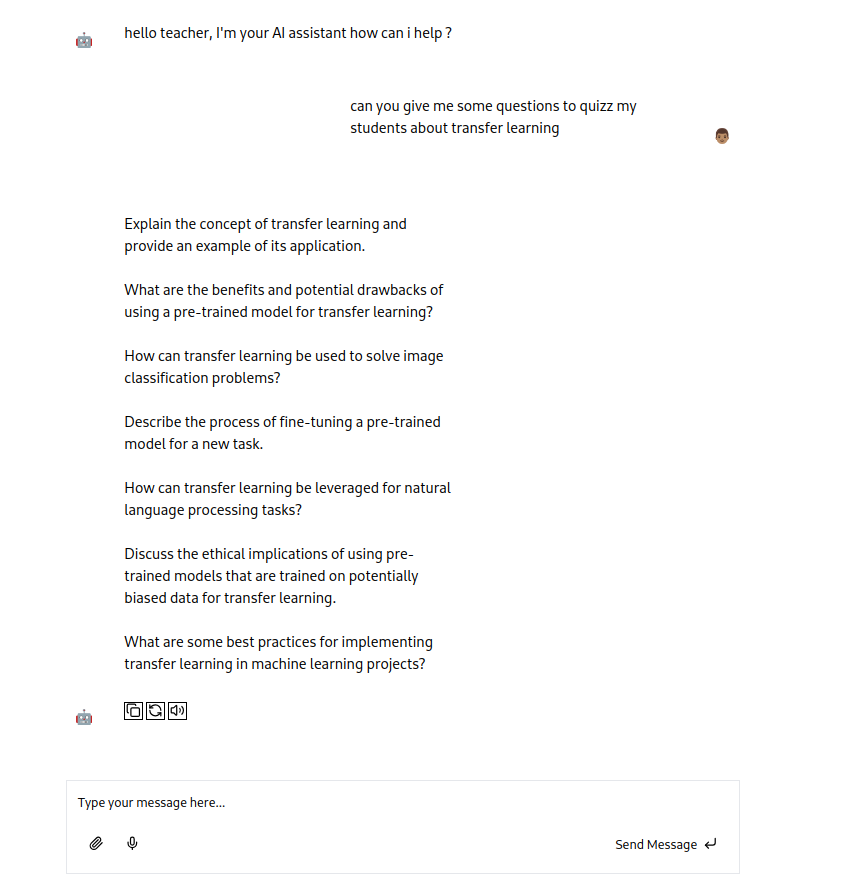 hello teacher, I'm your AI assistant how can i help ?
can you give me some questions to quizz my
students about transfer learning
Explain the concept of transfer learning and
provide an example of its application.
What are the benefits and potential drawbacks of
using a pre-trained model for transfer learning?
How can transfer learning be used to solve image
classification problems?
Describe the process of fine-tuning a pre-trained
model for a new task.
How can transfer learning be leveraged for natural
language processing tasks?
Discuss the ethical implications of using pre-
trained models that are trained on potentially
biased data for transfer learning.
What are some best practices for implementing
transfer learning in machine learning projects?
Type your message here...
Send Message